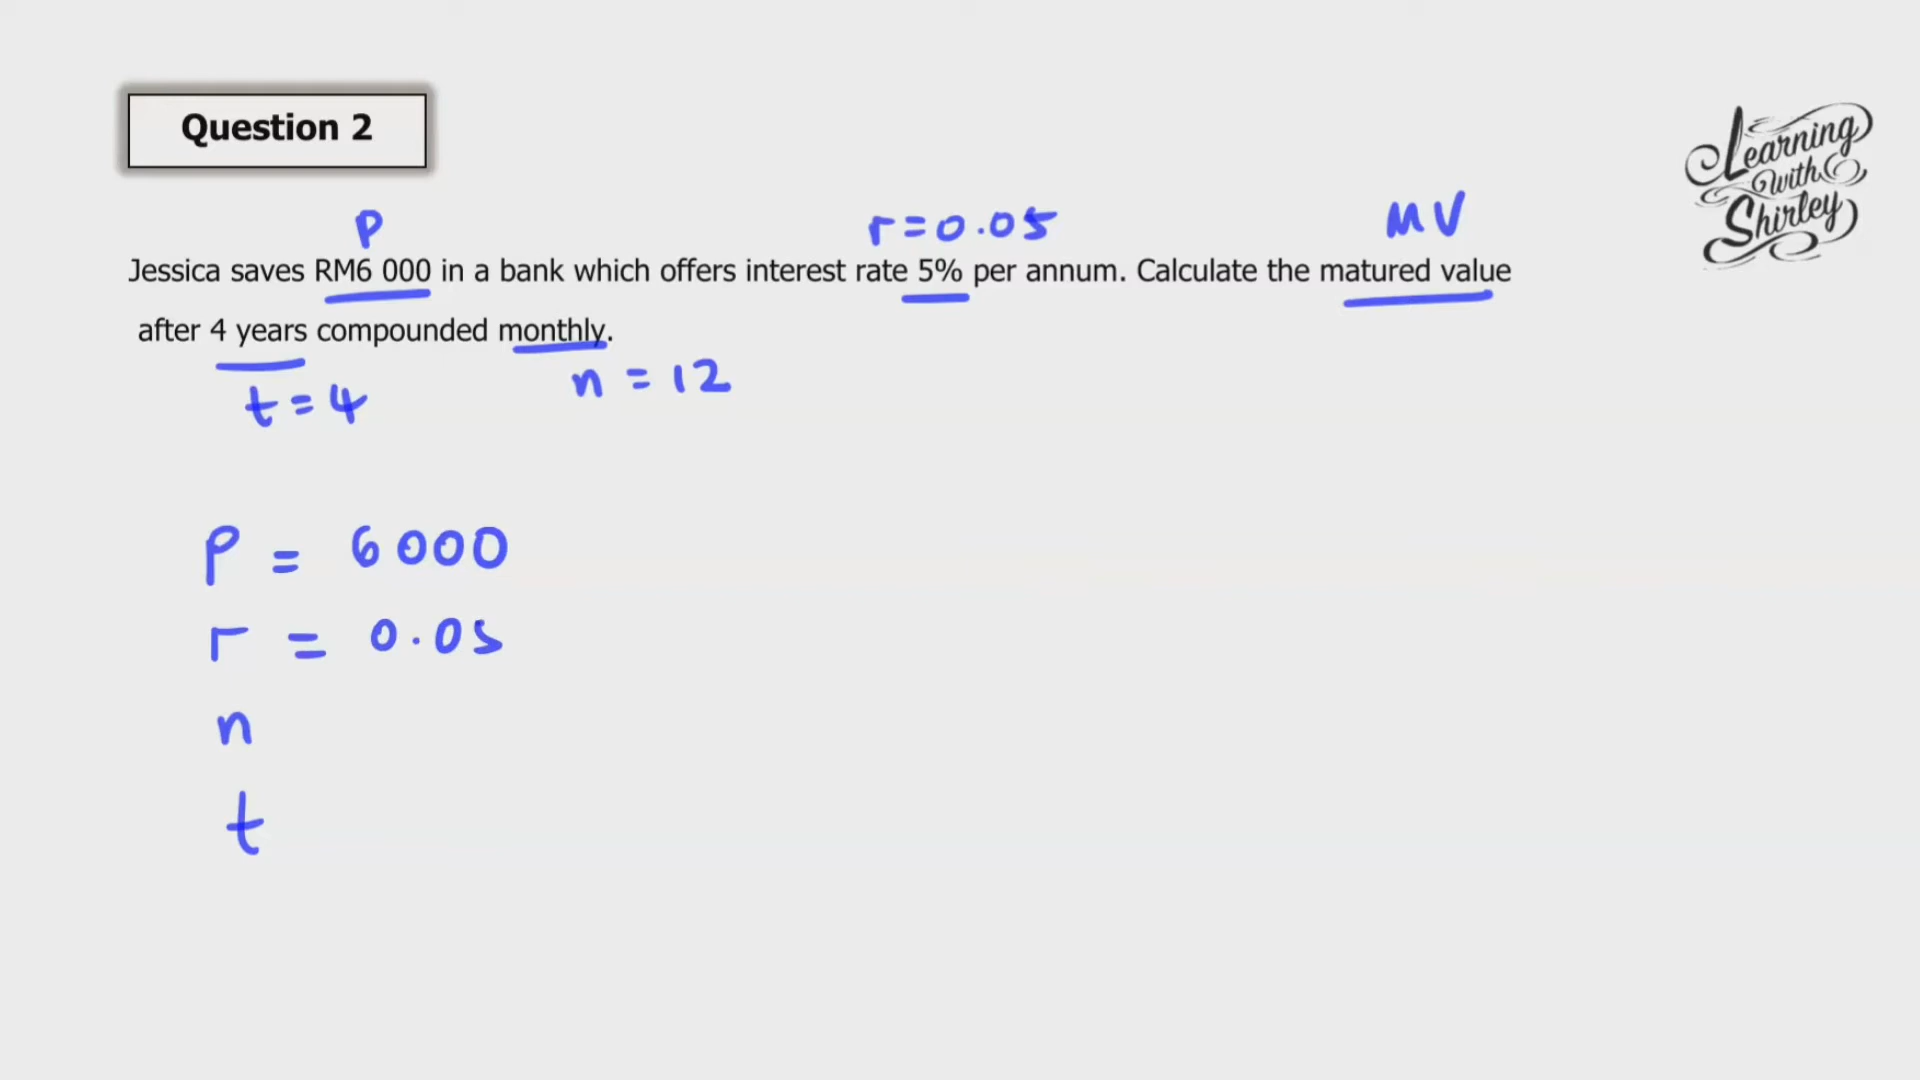 Question 2
Learning
with
Shirley
P r=0.05 MV
Jessica saves RM6 000 in a bank which offers interest rate 5% per annum. Calculate the matured value
after 4 years compounded monthly.
t=4 n = 12
P = 6000
r = 0.05
n
t